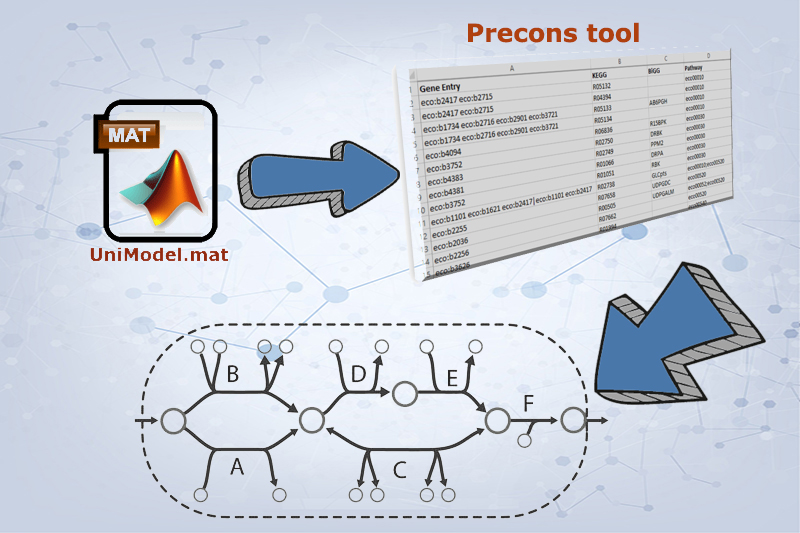 Precons tool
MAT
UniModel.mat
A B C D
1 Gene Entry KEGG BIGG Pathway
2 eco:b2417 eco:b2715 R05132 eco00010
3 eco:b2417 eco:b2715 R04394 eco00010
4 eco:b1734 eco:b2716 eco:b2901 eco:b3721 R05133 AB6PGH eco00010
5 eco:b1734 eco:b2716 eco:b2901 eco:b3721 R05134 eco00010
6 eco:b4094 R06836 R15BPK eco00030
7 eco:b3752 R02750 DRBK eco00030
8 eco:b4383 R02749 PPM2 eco00030
9 eco:b4381 R01066 DRPA eco00030
10 eco:b3752 R01051 RBK eco00030
11 eco:b1101 eco:b1621 eco:b2417|eco:b1101 eco:b2417 R02738 GLCpts eco00010;eco00520
12 eco:b2255 R07658 UDPGDC eco00520
13 eco:b2036 R00505 UDPGALM eco00052;eco00520
14 eco:b2256 R07662 eco00520
15 eco:b3626
B D E F
A C